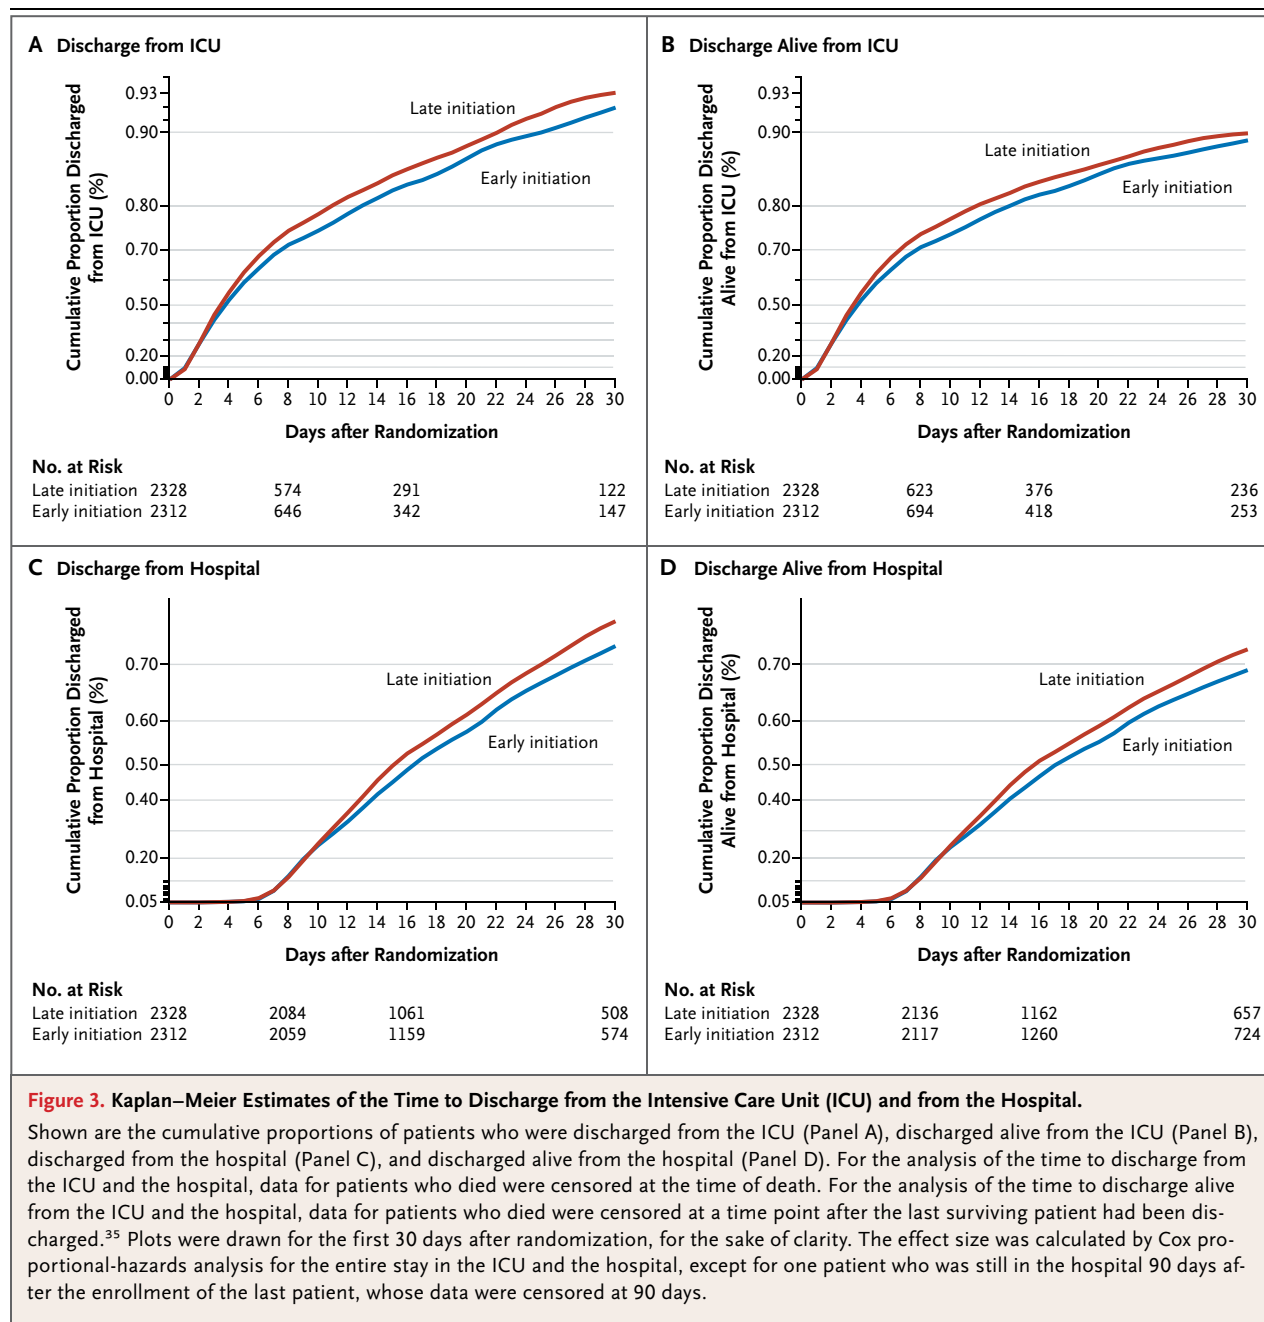 A Discharge from ICU
Cumulative Proportion Discharged
from ICU (%)
0.93
0.90
0.80
0.70
0.50
0.20
0.00
Late initiation
Early initiation
0 2 4 6 8 10 12 14 16 18 20 22 24 26 28 30
Days after Randomization
No. at Risk
Late initiation 2328 574 291 122
Early initiation 2312 646 342 147
B Discharge Alive from ICU
Cumulative Proportion Discharged
Alive from ICU (%)
0.93
0.90
0.80
0.70
0.50
0.20
0.00
Late initiation
Early initiation
0 2 4 6 8 10 12 14 16 18 20 22 24 26 28 30
Days after Randomization
No. at Risk
Late initiation 2328 623 376 236
Early initiation 2312 694 418 253
C Discharge from Hospital
Cumulative Proportion Discharged
from Hospital (%)
0.70
0.60
0.50
0.40
0.20
0.05
Late initiation
Early initiation
0 2 4 6 8 10 12 14 16 18 20 22 24 26 28 30
Days after Randomization
No. at Risk
Late initiation 2328 2084 1061 508
Early initiation 2312 2059 1159 574
D Discharge Alive from Hospital
Cumulative Proportion Discharged
Alive from Hospital (%)
0.70
0.60
0.50
0.40
0.20
0.05
Late initiation
Early initiation
0 2 4 6 8 10 12 14 16 18 20 22 24 26 28 30
Days after Randomization
No. at Risk
Late initiation 2328 2136 1162 657
Early initiation 2312 2117 1260 724
Figure 3. Kaplan–Meier Estimates of the Time to Discharge from the Intensive Care Unit (ICU) and from the Hospital.
Shown are the cumulative proportions of patients who were discharged from the ICU (Panel A), discharged alive from the ICU (Panel B),
discharged from the hospital (Panel C), and discharged alive from the hospital (Panel D). For the analysis of the time to discharge from
the ICU and the hospital, data for patients who died were censored at the time of death. For the analysis of the time to discharge alive
from the ICU and the hospital, data for patients who died were censored at a time point after the last surviving patient had been dis-
charged.³⁵ Plots were drawn for the first 30 days after randomization, for the sake of clarity. The effect size was calculated by Cox pro-
portional-hazards analysis for the entire stay in the ICU and the hospital, except for one patient who was still in the hospital 90 days af-
ter the enrollment of the last patient, whose data were censored at 90 days.